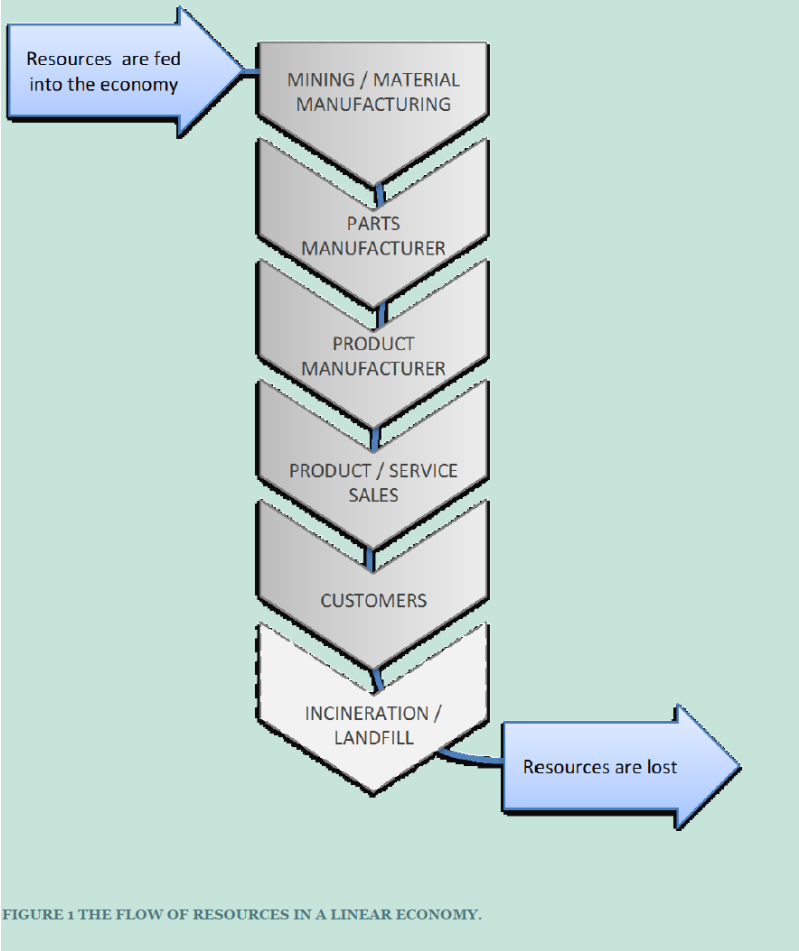 Resources are fed
into the economy
MINING / MATERIAL
MANUFACTURING
PARTS
MANUFACTURER
PRODUCT
MANUFACTURER
PRODUCT / SERVICE
SALES
CUSTOMERS
INCINERATION /
LANDFILL
Resources are lost
FIGURE 1 THE FLOW OF RESOURCES IN A LINEAR ECONOMY.